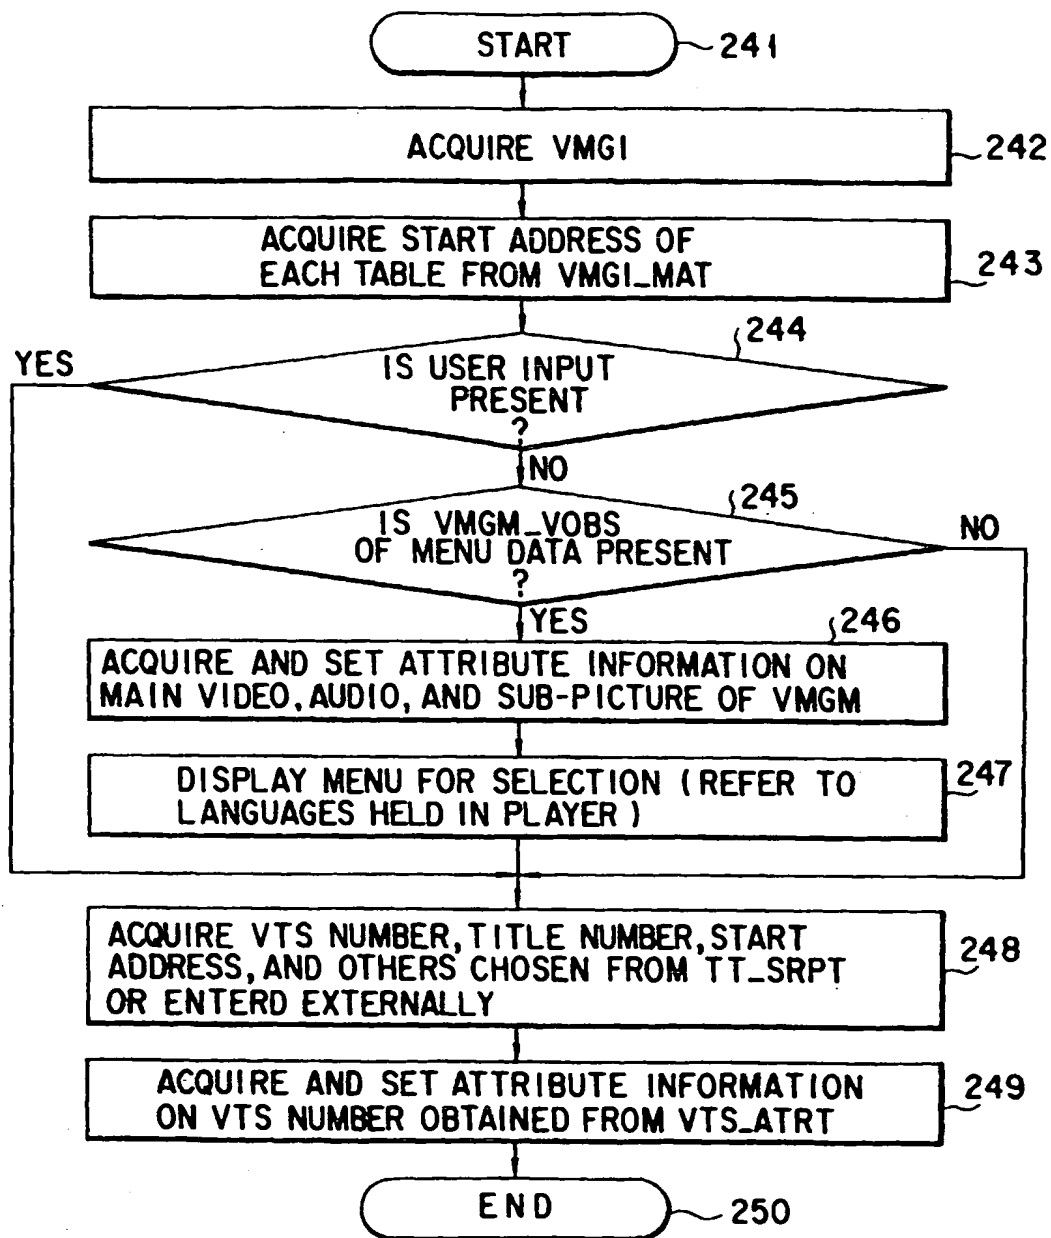 START
241
ACQUIRE VMGI
242
ACQUIRE START ADDRESS OF
EACH TABLE FROM VMGI_MAT
243
244
YES
IS USER INPUT
PRESENT
?
NO
245
IS VMGM_VOBS
OF MENU DATA PRESENT
?
NO
YES
246
ACQUIRE AND SET ATTRIBUTE INFORMATION ON
MAIN VIDEO, AUDIO, AND SUB-PICTURE OF VMGM
DISPLAY MENU FOR SELECTION (REFER TO
LANGUAGES HELD IN PLAYER)
247
ACQUIRE VTS NUMBER, TITLE NUMBER, START
ADDRESS, AND OTHERS CHOSEN FROM TT_SRPT
OR ENTERD EXTERNALLY
248
ACQUIRE AND SET ATTRIBUTE INFORMATION
ON VTS NUMBER OBTAINED FROM VTS_ATRT
249
END
250